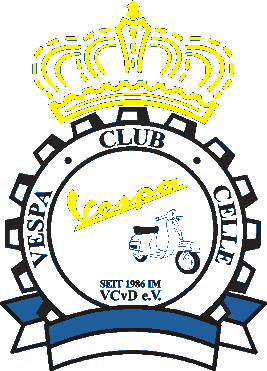 VESPA CLUB CELLE
Vespa
SEIT 1986 IM
VCvD e.V.